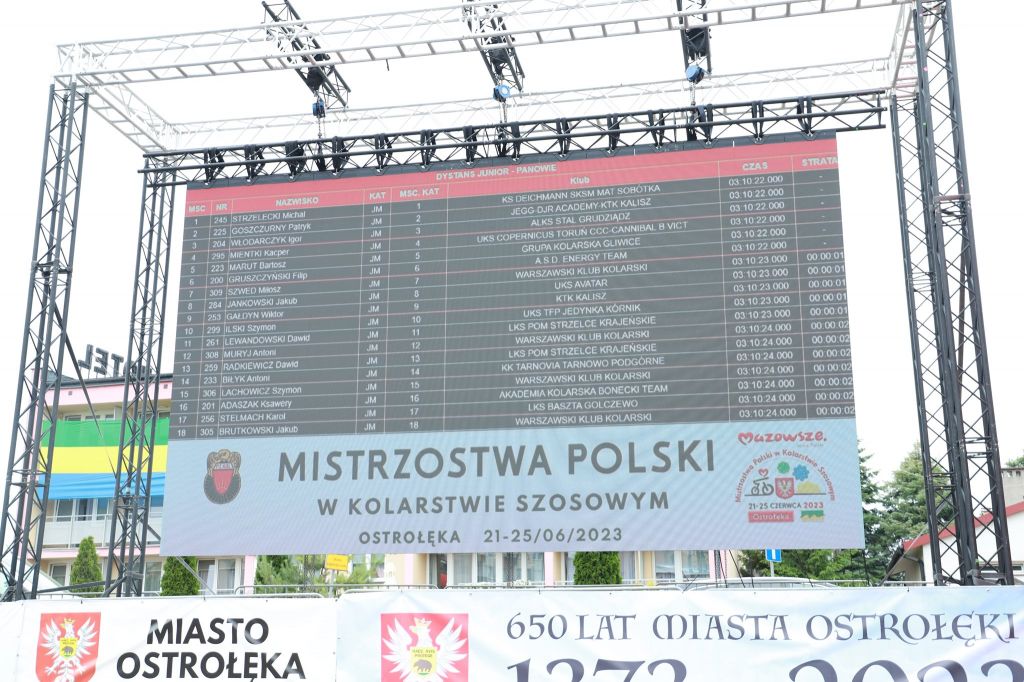 DYSTANS JUNIOR - PANOWIE
MSC NR NAZWISKO KAT MSC. KAT Klub CZAS STRATA
1 245 STRZELECKI Michal JM 1 KS DEICHMANN SKSM MAT SOBÓTKA 03:10:22.000 -
2 225 GOSZCZURNY Patryk JM 2 JEGG-DJR ACADEMY-KTK KALISZ 03:10:22.000 -
3 204 WŁODARCZYK Igor JM 3 ALKS STAL GRUDZIĄDZ 03:10:22.000 -
4 295 MIENTKI Kacper JM 4 UKS COPERNICUS TORUŃ CCC-CANNIBAL B VICT 03:10:22.000 -
5 223 MARUT Bartosz JM 5 GRUPA KOLARSKA GLIWICE 03:10:22.000 -
6 200 GRUSZCZYŃSKI Filip JM 6 A.S.D. ENERGY TEAM 03:10:22.000 -
7 309 SZWED Miłosz JM 7 WARSZAWSKI KLUB KOLARSKI 03:10:23.000 00:00:01
8 284 JANKOWSKI Jakub JM 8 UKS AVATAR 03:10:23.000 00:00:01
9 253 GAŁDYN Wiktor JM 9 KTK KALISZ 03:10:23.000 00:00:01
10 299 ILSKI Szymon JM 10 UKS TFP JEDYNKA KÓRNIK 03:10:23.000 00:00:01
11 261 LEWANDOWSKI Dawid JM 11 LKS POM STRZELCE KRAJEŃSKIE 03:10:24.000 00:00:02
12 308 MURYJ Antoni JM 12 WARSZAWSKI KLUB KOLARSKI 03:10:24.000 00:00:02
13 259 RADKIEWICZ Dawid JM 13 LKS POM STRZELCE KRAJEŃSKIE 03:10:24.000 00:00:02
14 233 BIŁYK Antoni JM 14 KK TARNOVIA TARNOWO PODGÓRNE 03:10:24.000 00:00:02
15 306 LACHOWICZ Szymon JM 15 WARSZAWSKI KLUB KOLARSKI 03:10:24.000 00:00:02
16 201 ADASZAK Ksawery JM 16 AKADEMIA KOLARSKA BONECKI TEAM 03:10:24.000 00:00:02
17 256 STELMACH Karol JM 17 LKS BASZTA GOLCZEWO 03:10:24.000 00:00:02
18 305 BRUTKOWSKI Jakub JM 18 WARSZAWSKI KLUB KOLARSKI 03:10:24.000 00:00:02
MISTRZOSTWA POLSKI
W KOLARSTWIE SZOSOWYM
OSTROŁĘKA 21-25/06/2023
Mazowsze.
Mistrzostwa Polski w Kolarstwie Szosowym
21-25 CZERWCA 2023
Ostrołęka
HOTEL
MIASTO
OSTROŁĘKA
650 LAT MIASTA OSTROŁĘKI
1373 2023